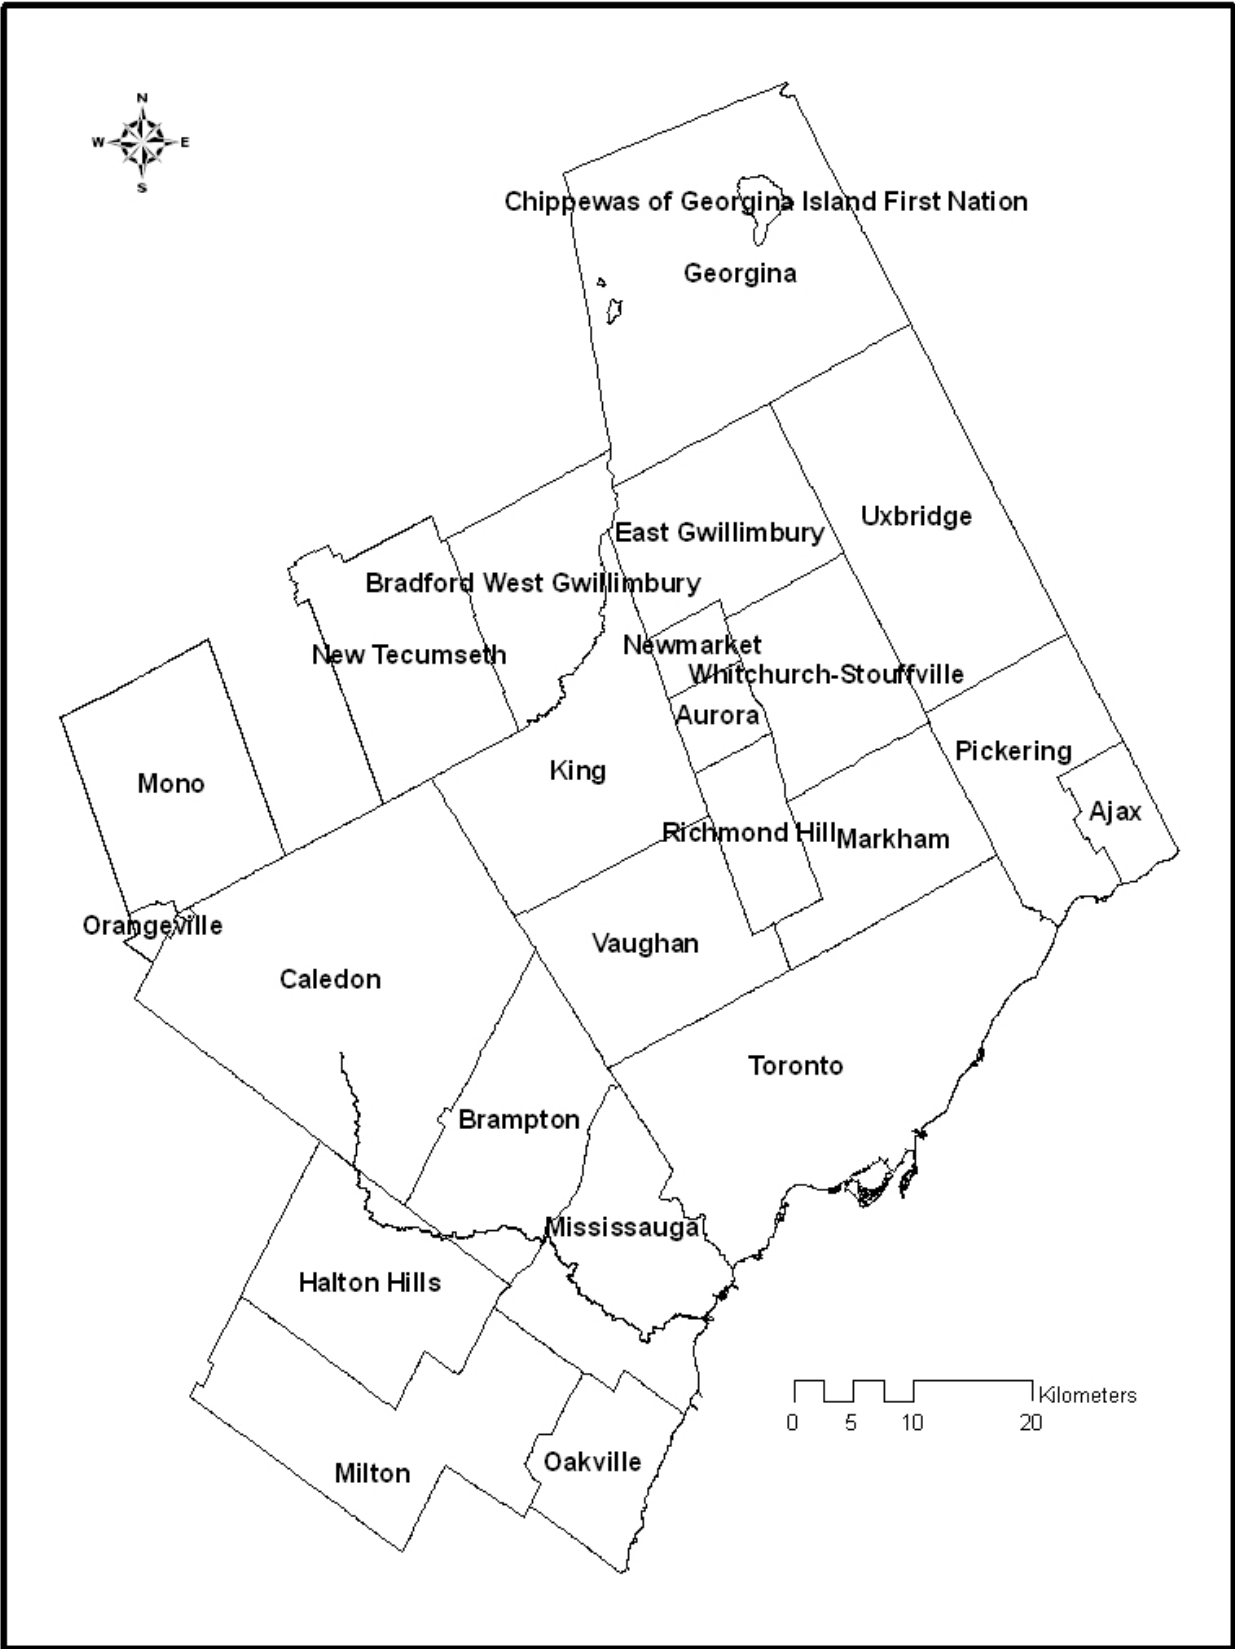 N
W E
S
Chippewas of Georgina Island First Nation
Georgina
Uxbridge
East Gwillimbury
Bradford West Gwillimbury
Newmarket
New Tecumseth
Whitchurch-Stouffville
Aurora
Pickering
King
Mono
Ajax
Richmond Hill
Markham
Orangeville
Vaughan
Caledon
Toronto
Brampton
Mississauga
Halton Hills
Kilometers
0 5 10 20
Oakville
Milton